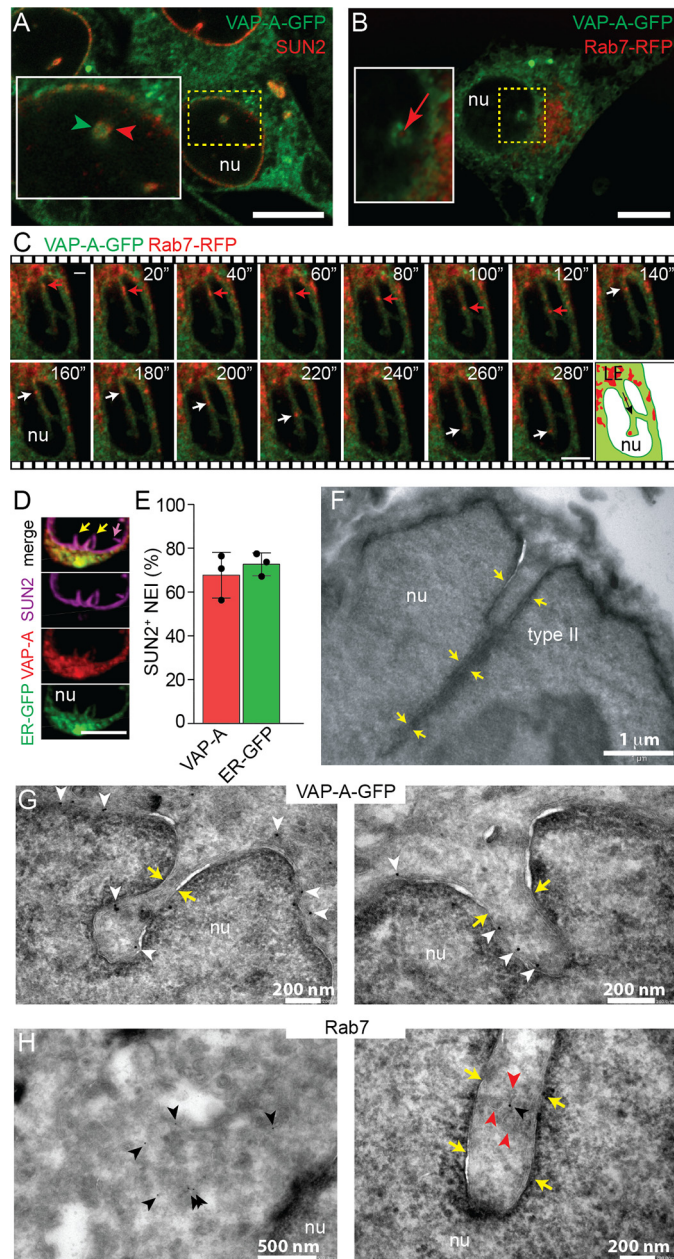 A
VAP-A-GFP
SUN2
nu
B
VAP-A-GFP
Rab7-RFP
nu
C VAP-A-GFP Rab7-RFP
20” 40” 60” 80” 100” 120” 140”
160” 180” 200” 220” 240” 260” 280”
nu
LE
nu
D
merge
SUN2
VAP-A
ER-GFP
nu
E
SUN2⁺ NEI (%)
100
80
60
40
20
0
VAP-A
ER-GFP
F
nu
type II
1 µm
1 µm
G
VAP-A-GFP
nu
200 nm
nu
200 nm
H
Rab7
nu
500 nm
nu
200 nm